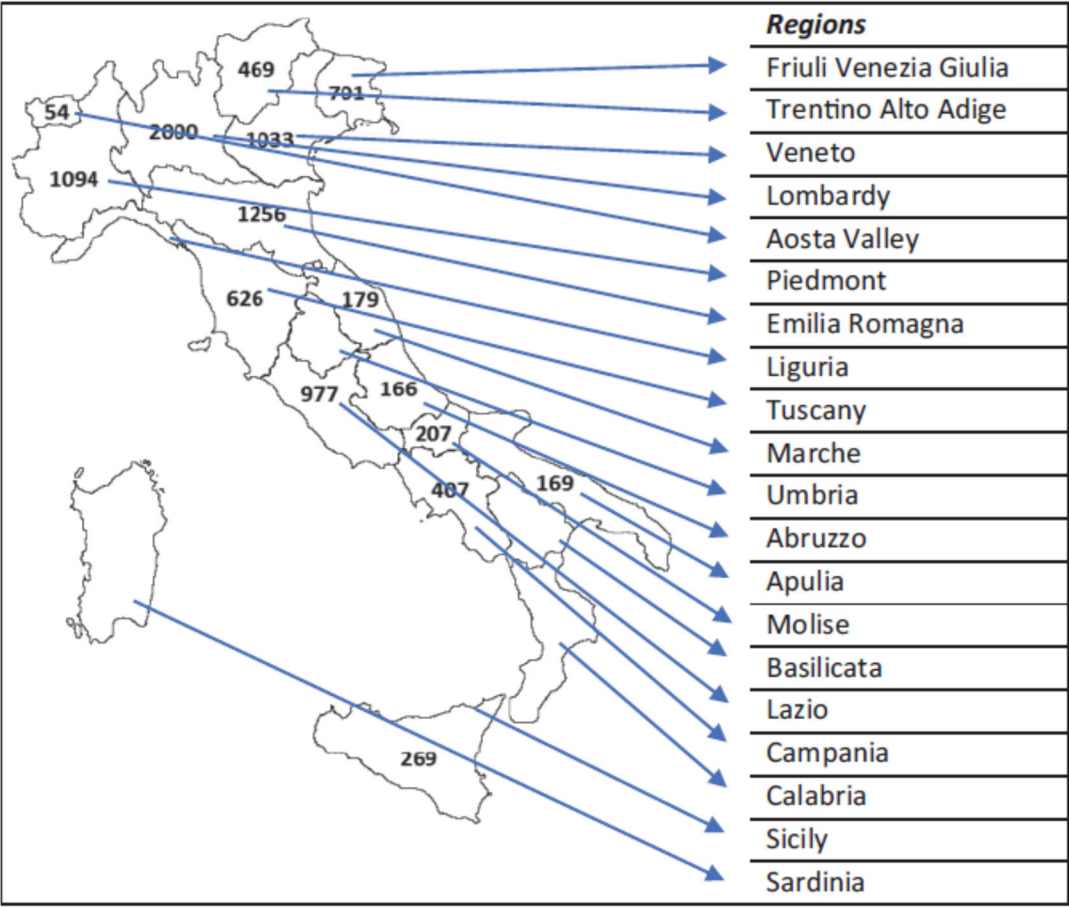 Regions
Friuli Venezia Giulia
Trentino Alto Adige
Veneto
Lombardy
Aosta Valley
Piedmont
Emilia Romagna
Liguria
Tuscany
Marche
Umbria
Abruzzo
Apulia
Molise
Basilicata
Lazio
Campania
Calabria
Sicily
Sardinia
469
701
54
2000
1033
1094
1256
626
179
977
166
207
407
169
269